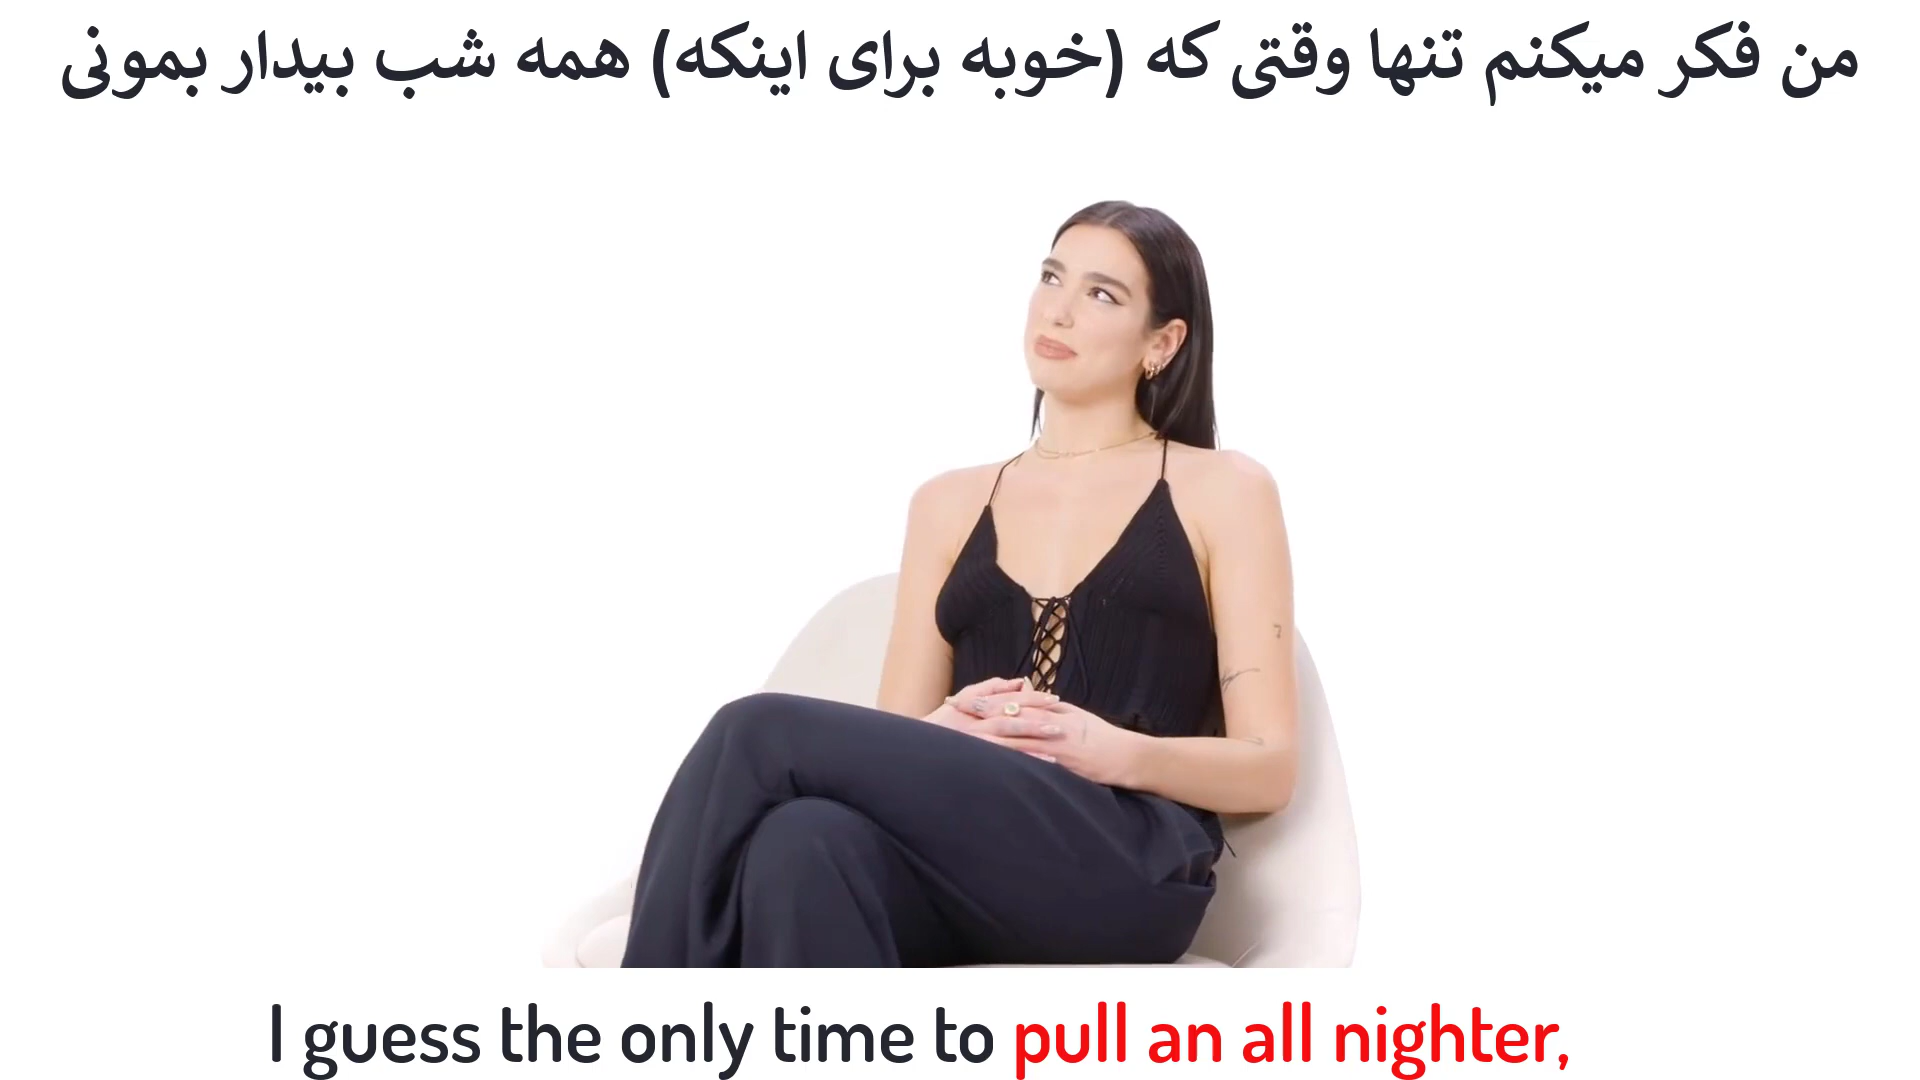 من فکر میکنم تنها وقتی که (خوبه برای اینکه) همه شب بیدار بمونی
I guess the only time to pull an all nighter,